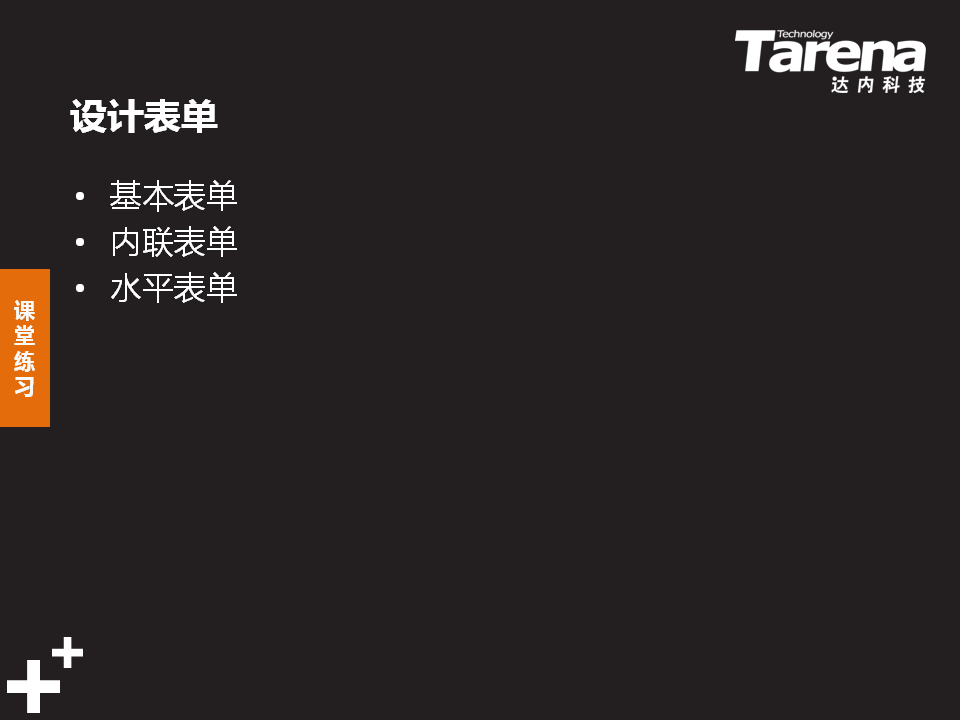 Technology
Tarena
达内科技
设计表单
• 基本表单
• 内联表单
• 水平表单
课
堂
练
习